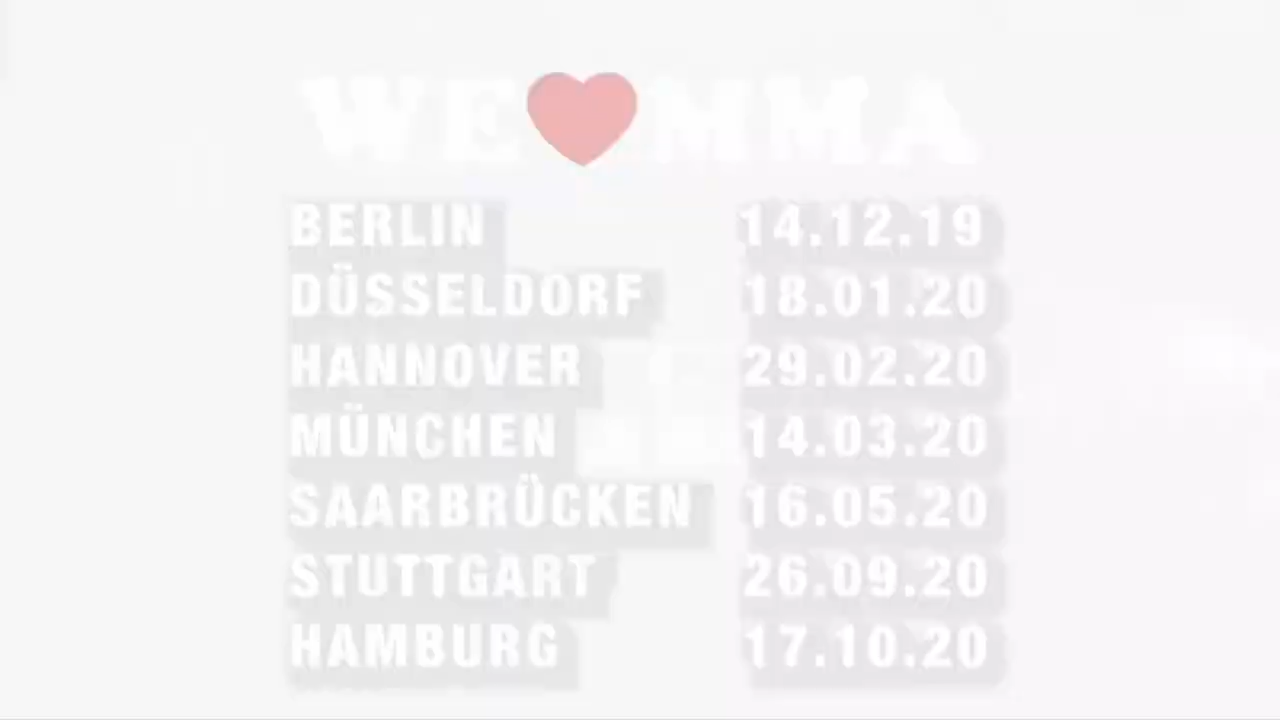 WE❤MMA
BERLIN 14.12.19
DÜSSELDORF 18.01.20
HANNOVER 29.02.20
MÜNCHEN 14.03.20
SAARBRÜCKEN 16.05.20
STUTTGART 26.09.20
HAMBURG 17.10.20